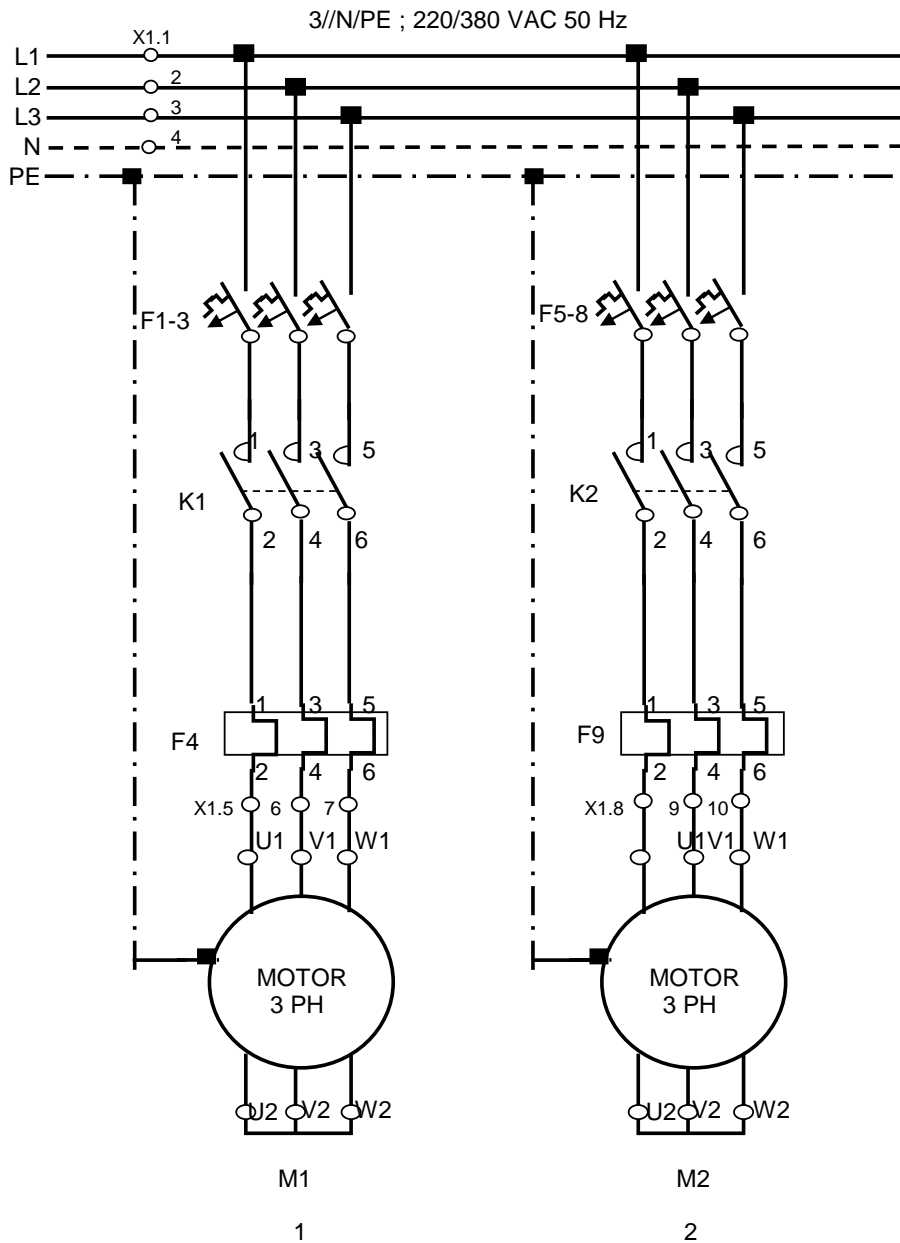 3//N/PE ; 220/380 VAC 50 Hz
X1.1
L1
L2 2
L3 3
N 4
PE
F1-3 F5-8
1 3 5 1 3 5
K1 K2
2 4 6 2 4 6
1 3 5 1 3 5
F4 F9
2 4 6 2 4 6
X1.5 6 7 X1.8 9 10
U1 V1 W1 U1 V1 W1
MOTOR MOTOR
3 PH 3 PH
U2 V2 W2 U2 V2 W2
M1 M2
1 2